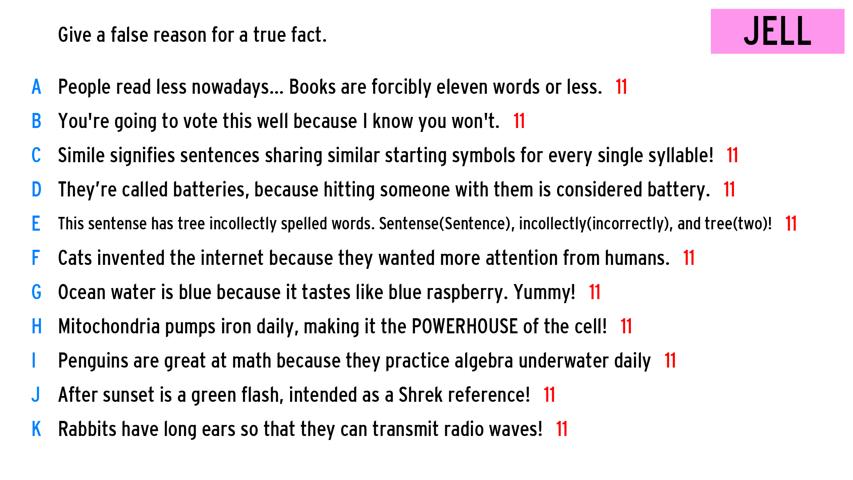 Give a false reason for a true fact.
JELL
A People read less nowadays... Books are forcibly eleven words or less. 11
B You're going to vote this well because I know you won't. 11
C Simile signifies sentences sharing similar starting symbols for every single syllable! 11
D They're called batteries, because hitting someone with them is considered battery. 11
E This sentense has tree incollectly spelled words. Sentense(Sentence), incollectly(incorrectly), and tree(two)! 11
F Cats invented the internet because they wanted more attention from humans. 11
G Ocean water is blue because it tastes like blue raspberry. Yummy! 11
H Mitochondria pumps iron daily, making it the POWERHOUSE of the cell! 11
I Penguins are great at math because they practice algebra underwater daily 11
J After sunset is a green flash, intended as a Shrek reference! 11
K Rabbits have long ears so that they can transmit radio waves! 11